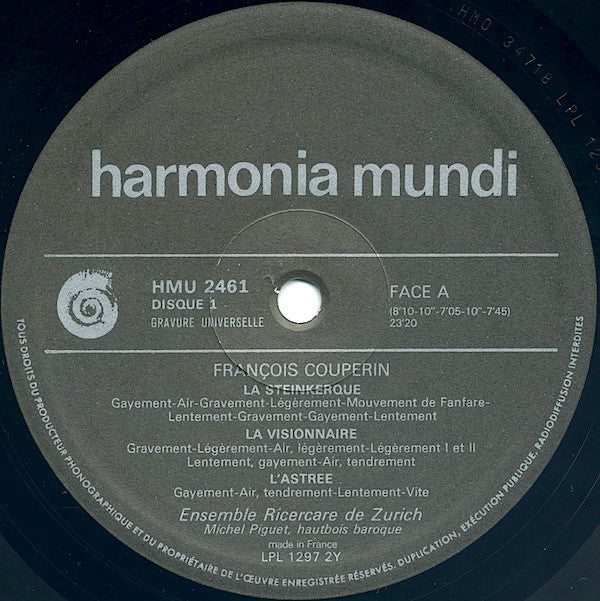 HMO 34718 LPL 12
harmonia mundi
HMU 2461
DISQUE 1
GRAVURE UNIVERSELLE
FACE A
(8'10-10"-7'05-10"-7'45)
23'20
FRANÇOIS COUPERIN
LA STEINKERQUE
Gayement-Air-Gravement-Légèrement-Mouvement de Fanfare-
Lentement-Gravement-Gayement-Lentement
LA VISIONNAIRE
Gravement-Légèrement-Air, légèrement-Légèrement I et II
Lentement, gayement-Air, tendrement
L'ASTREE
Gayement-Air, tendrement-Lentement-Vite
Ensemble Ricercare de Zurich
Michel Piguet, hautbois baroque
made in France
LPL 1297 2Y
TOUS DROITS DU PRODUCTEUR PHONOGRAPHIQUE ET DU PROPRIÉTAIRE DE L'ŒUVRE ENREGISTRÉE RÉSERVÉS. DUPLICATION, EXÉCUTION PUBLIQUE, RADIODIFFUSION INTERDITES